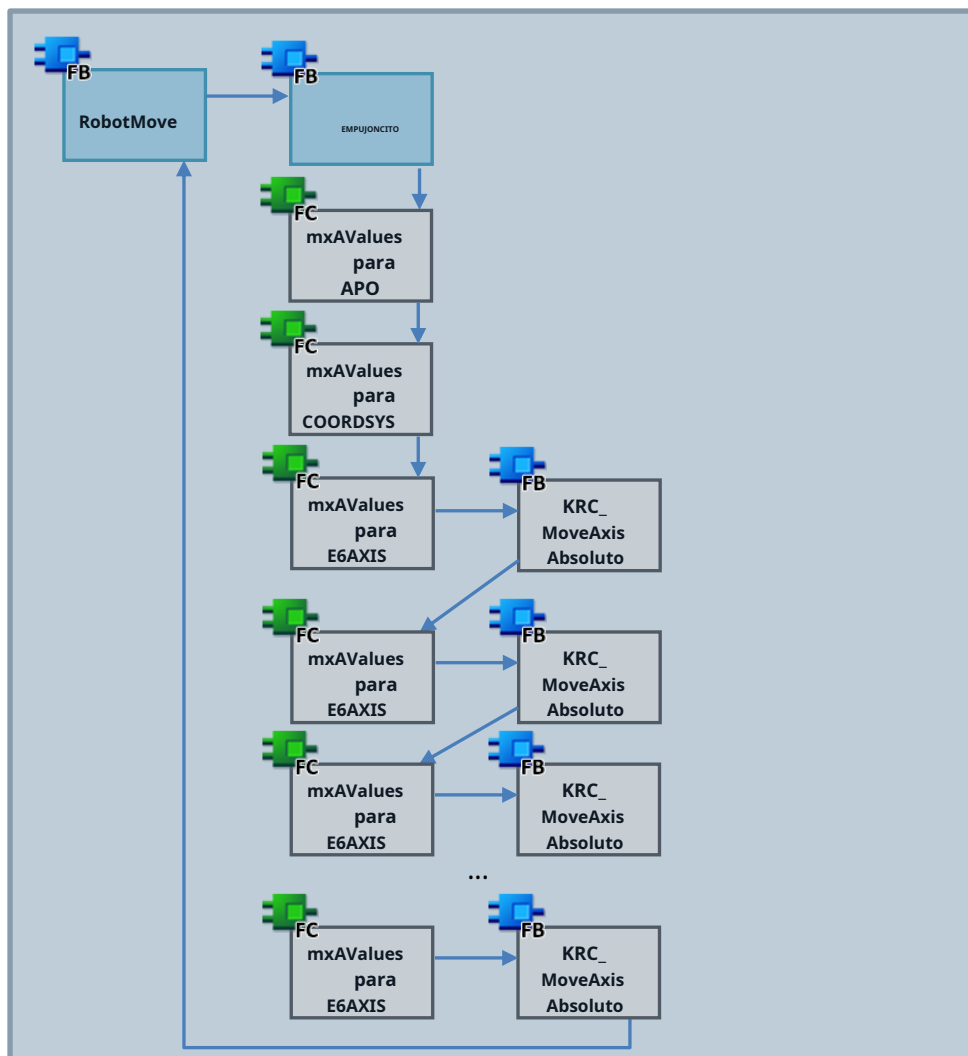 FB
RobotMove
FB
EMPUJONCITO
FC
mxAValues
para
APO
FC
mxAValues
para
COORDSYS
FC
mxAValues
para
E6AXIS
FB
KRC_
MoveAxis
Absoluto
FC
mxAValues
para
E6AXIS
FB
KRC_
MoveAxis
Absoluto
FC
mxAValues
para
E6AXIS
FB
KRC_
MoveAxis
Absoluto
...
FC
mxAValues
para
E6AXIS
FB
KRC_
MoveAxis
Absoluto